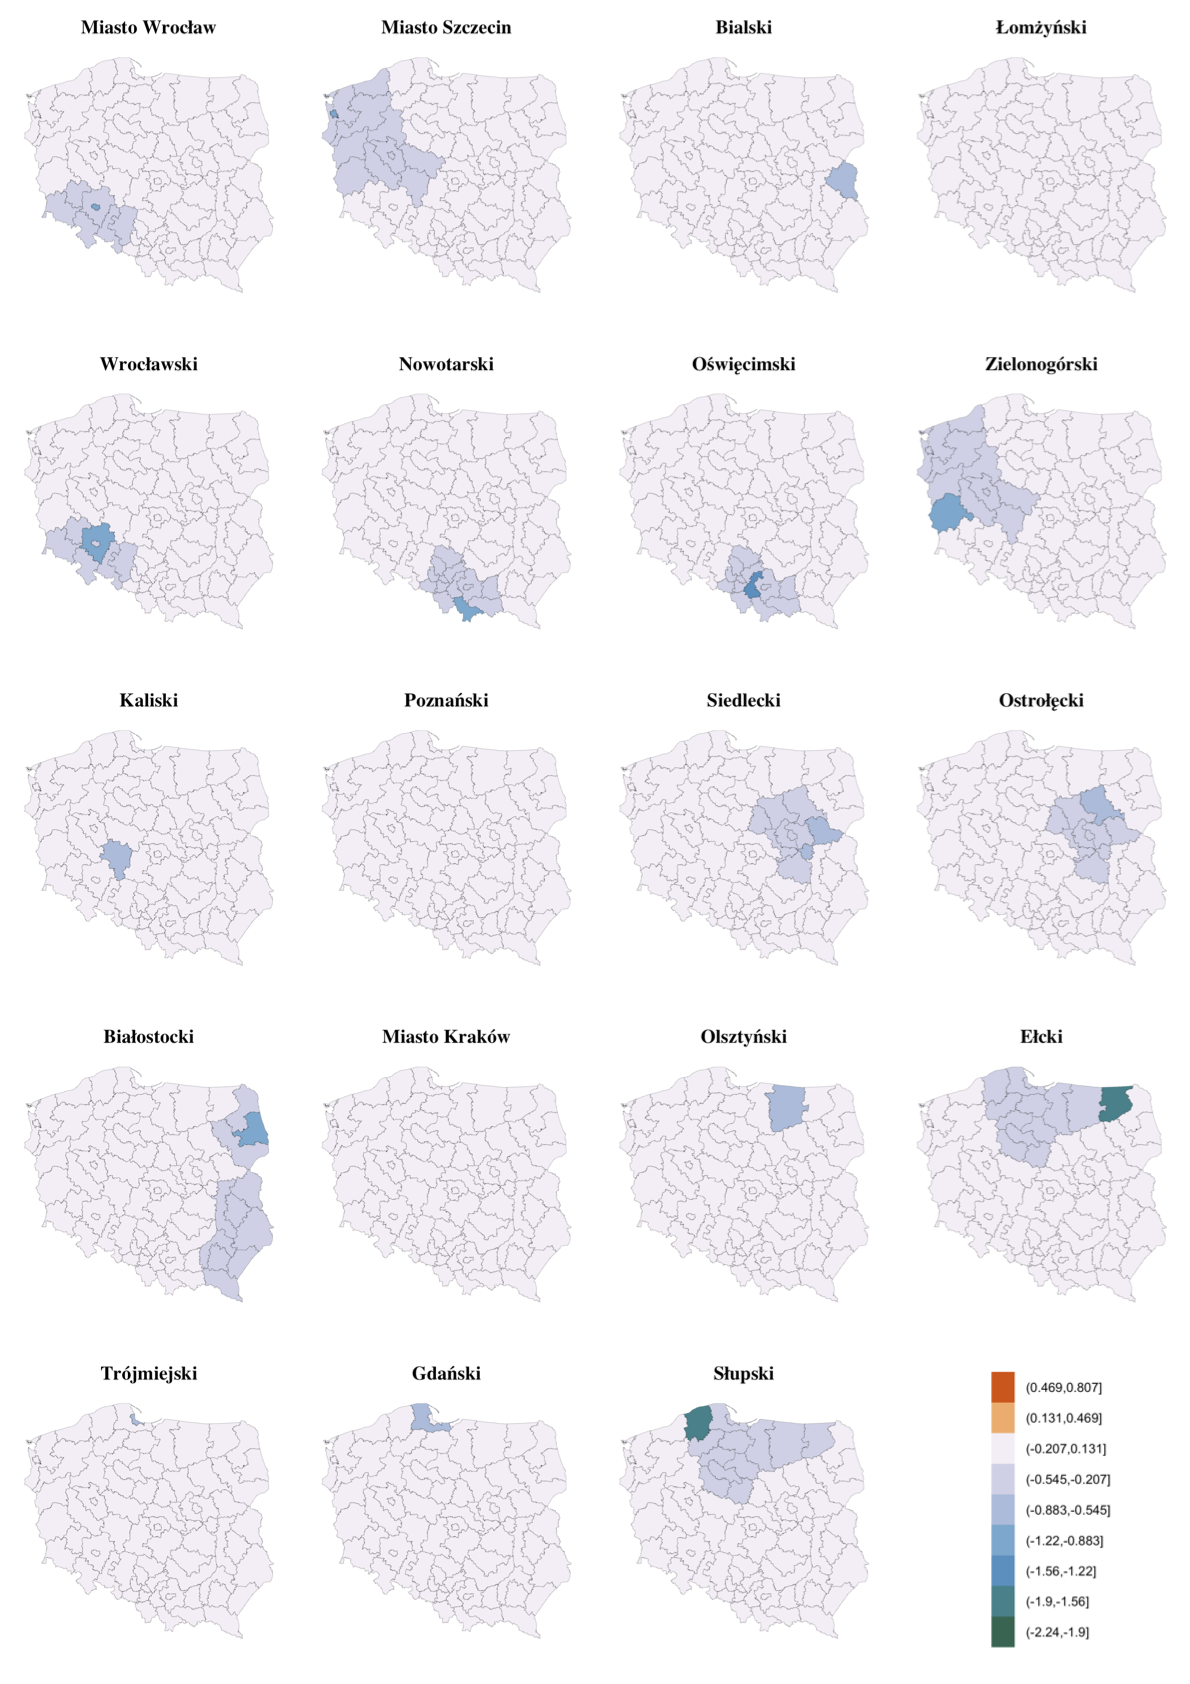 Miasto Wrocław
Miasto Szczecin
Bialski
Łomżyński
Wrocławski
Nowotarski
Oświęcimski
Zielonogórski
Kaliski
Poznański
Siedlecki
Ostrołęcki
Białostocki
Miasto Kraków
Olsztyński
Ełcki
Trójmiejski
Gdański
Słupski
(0.469,0.807]
(0.131,0.469]
(-0.207,0.131]
(-0.545,-0.207]
(-0.883,-0.545]
(-1.22,-0.883]
(-1.56,-1.22]
(-1.9,-1.56]
(-2.24,-1.9]